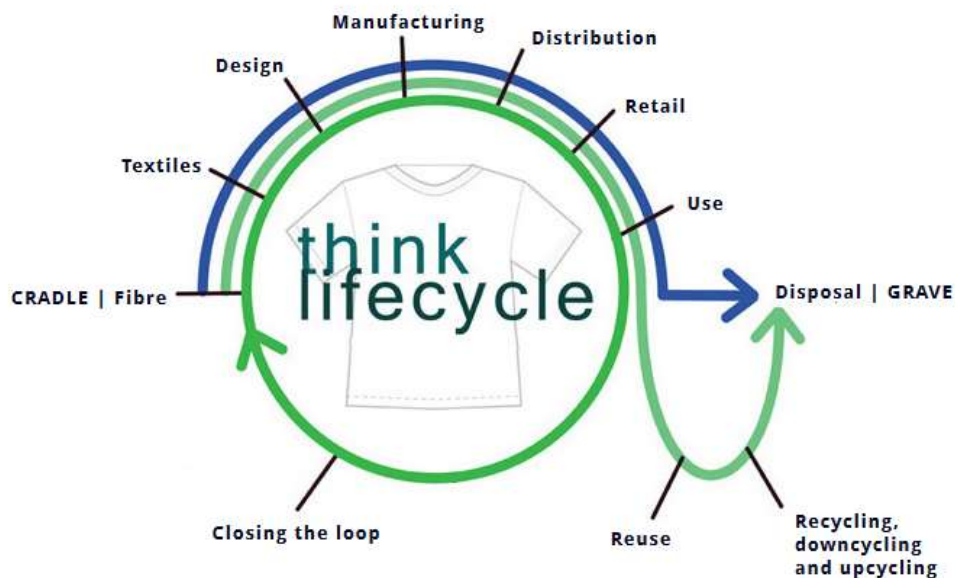 Manufacturing
Distribution
Design
Retail
Textiles
Use
think
lifecycle
CRADLE | Fibre
Disposal | GRAVE
Closing the loop
Reuse
Recycling,
downcycling
and upcycling